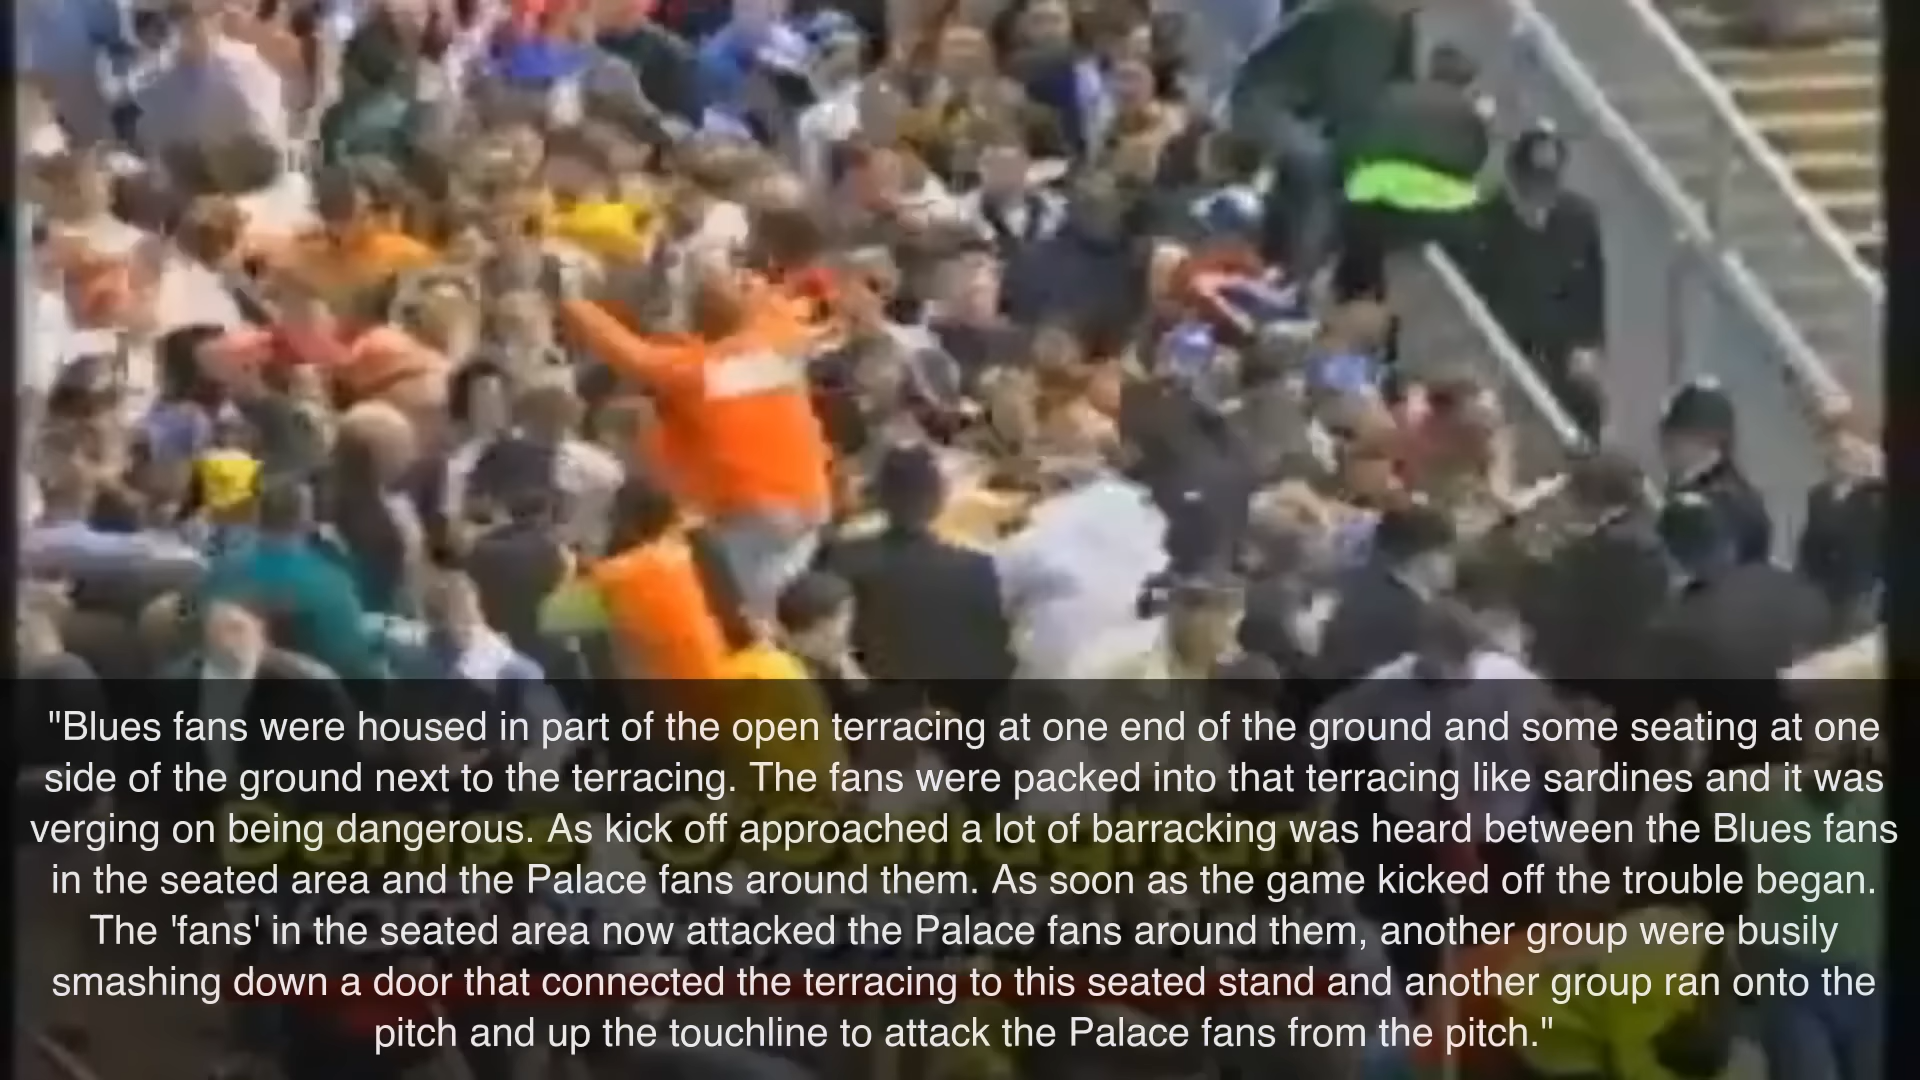 "Blues fans were housed in part of the open terracing at one end of the ground and some seating at one
side of the ground next to the terracing. The fans were packed into that terracing like sardines and it was
verging on being dangerous. As kick off approached a lot of barracking was heard between the Blues fans
in the seated area and the Palace fans around them. As soon as the game kicked off the trouble began.
The 'fans' in the seated area now attacked the Palace fans around them, another group were busily
smashing down a door that connected the terracing to this seated stand and another group ran onto the
pitch and up the touchline to attack the Palace fans from the pitch."